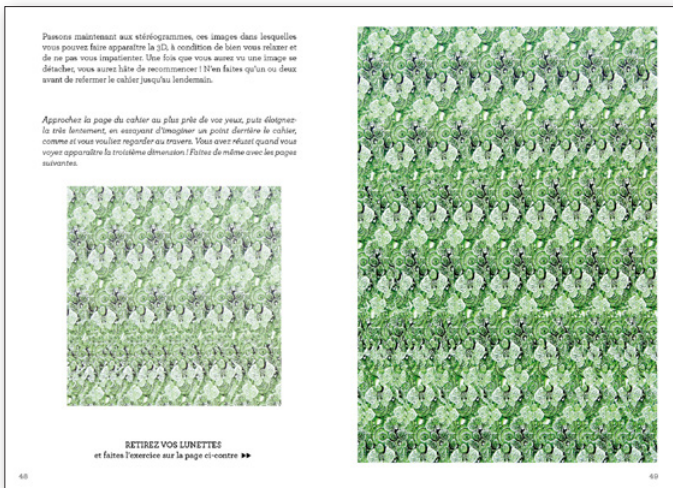 Passons maintenant aux stéréogrammes, ces images dans lesquelles
vous pouvez faire apparaître la 3D, à condition de bien vous relaxer et
de ne pas vous impatienter. Une fois que vous aurez vu une image se
détacher, vous aurez hâte de recommencer ! N'en faites qu'un ou deux
avant de refermer le cahier jusqu'au lendemain.
Approchez la page du cahier au plus près de vos yeux, puis éloignez-
la très lentement, en essayant d'imaginer un point derrière le cahier,
comme si vous vouliez regarder au travers. Vous avez réussi quand vous
voyez apparaître la troisième dimension ! Faites de même avec les pages
suivantes.
RETIREZ VOS LUNETTES
et faites l'exercice sur la page ci-contre ▶▶
48
49